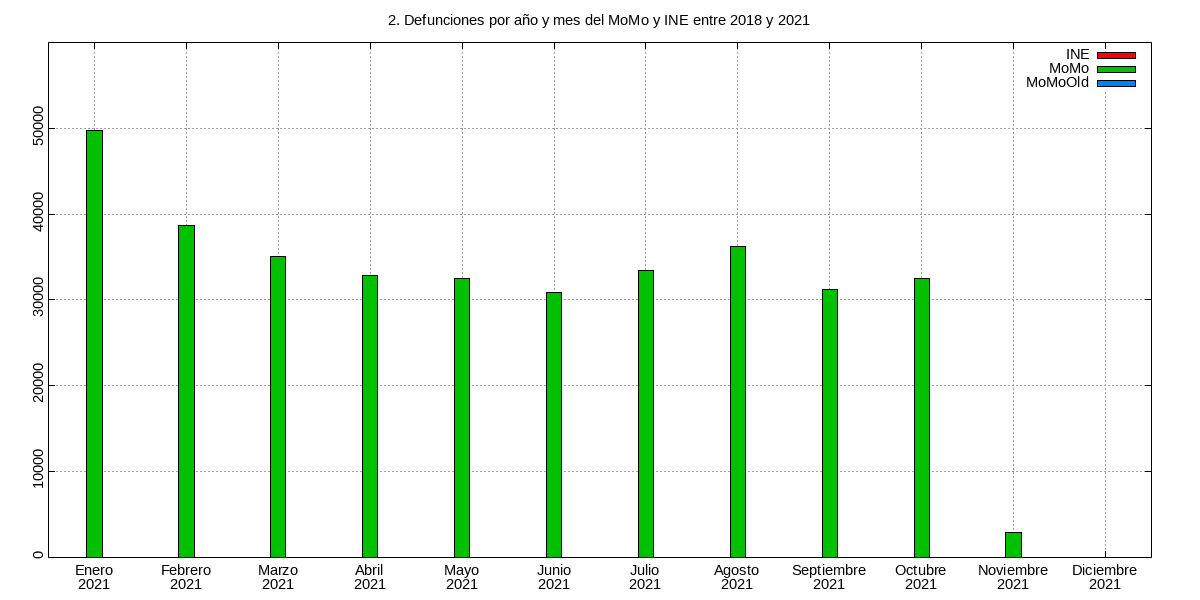 2. Defunciones por año y mes del MoMo y INE entre 2018 y 2021
INE
MoMo
MoMoOld
50000
40000
30000
20000
10000
0
Enero Febrero Marzo Abril Mayo Junio Julio Agosto Septiembre Octubre Noviembre Diciembre
2021 2021 2021 2021 2021 2021 2021 2021 2021 2021 2021 2021